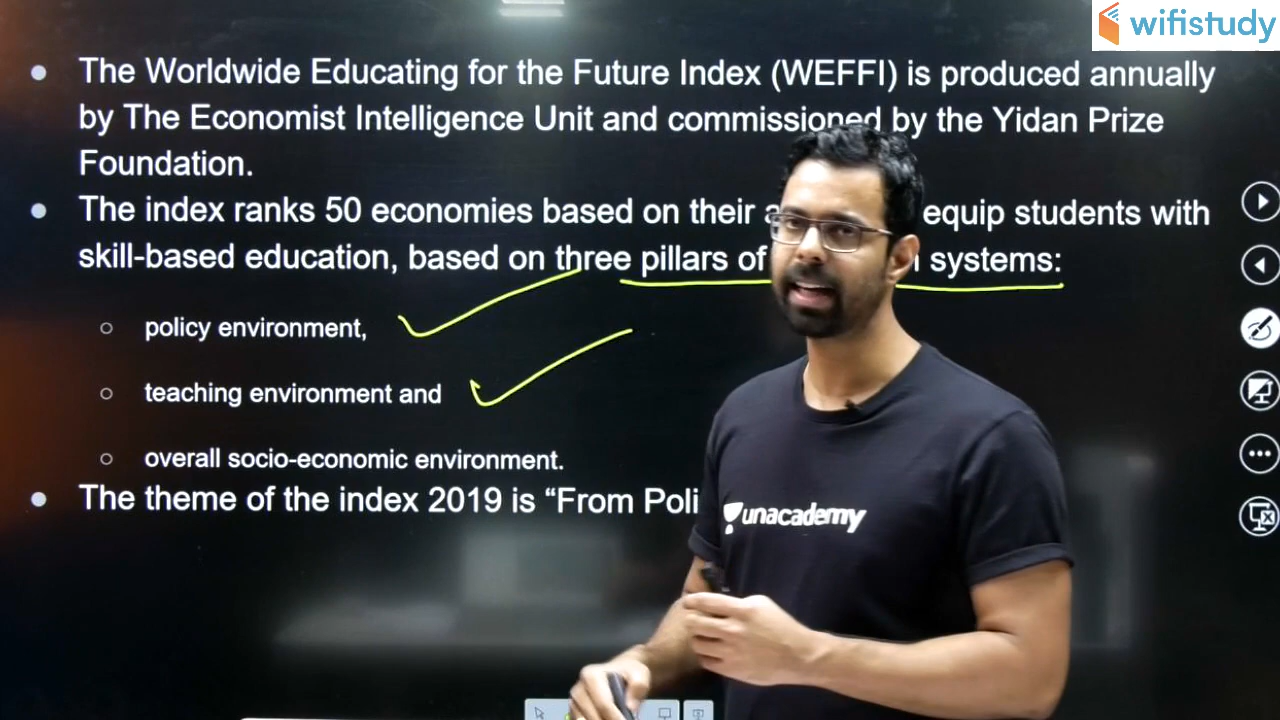 wifistudy
• The Worldwide Educating for the Future Index (WEFFI) is produced annually
by The Economist Intelligence Unit and commissioned by the Yidan Prize
Foundation.
• The index ranks 50 economies based on their equip students with
skill-based education, based on three pillars of systems:
○ policy environment,
○ teaching environment and
○ overall socio-economic environment.
• The theme of the index 2019 is “From
unacademy